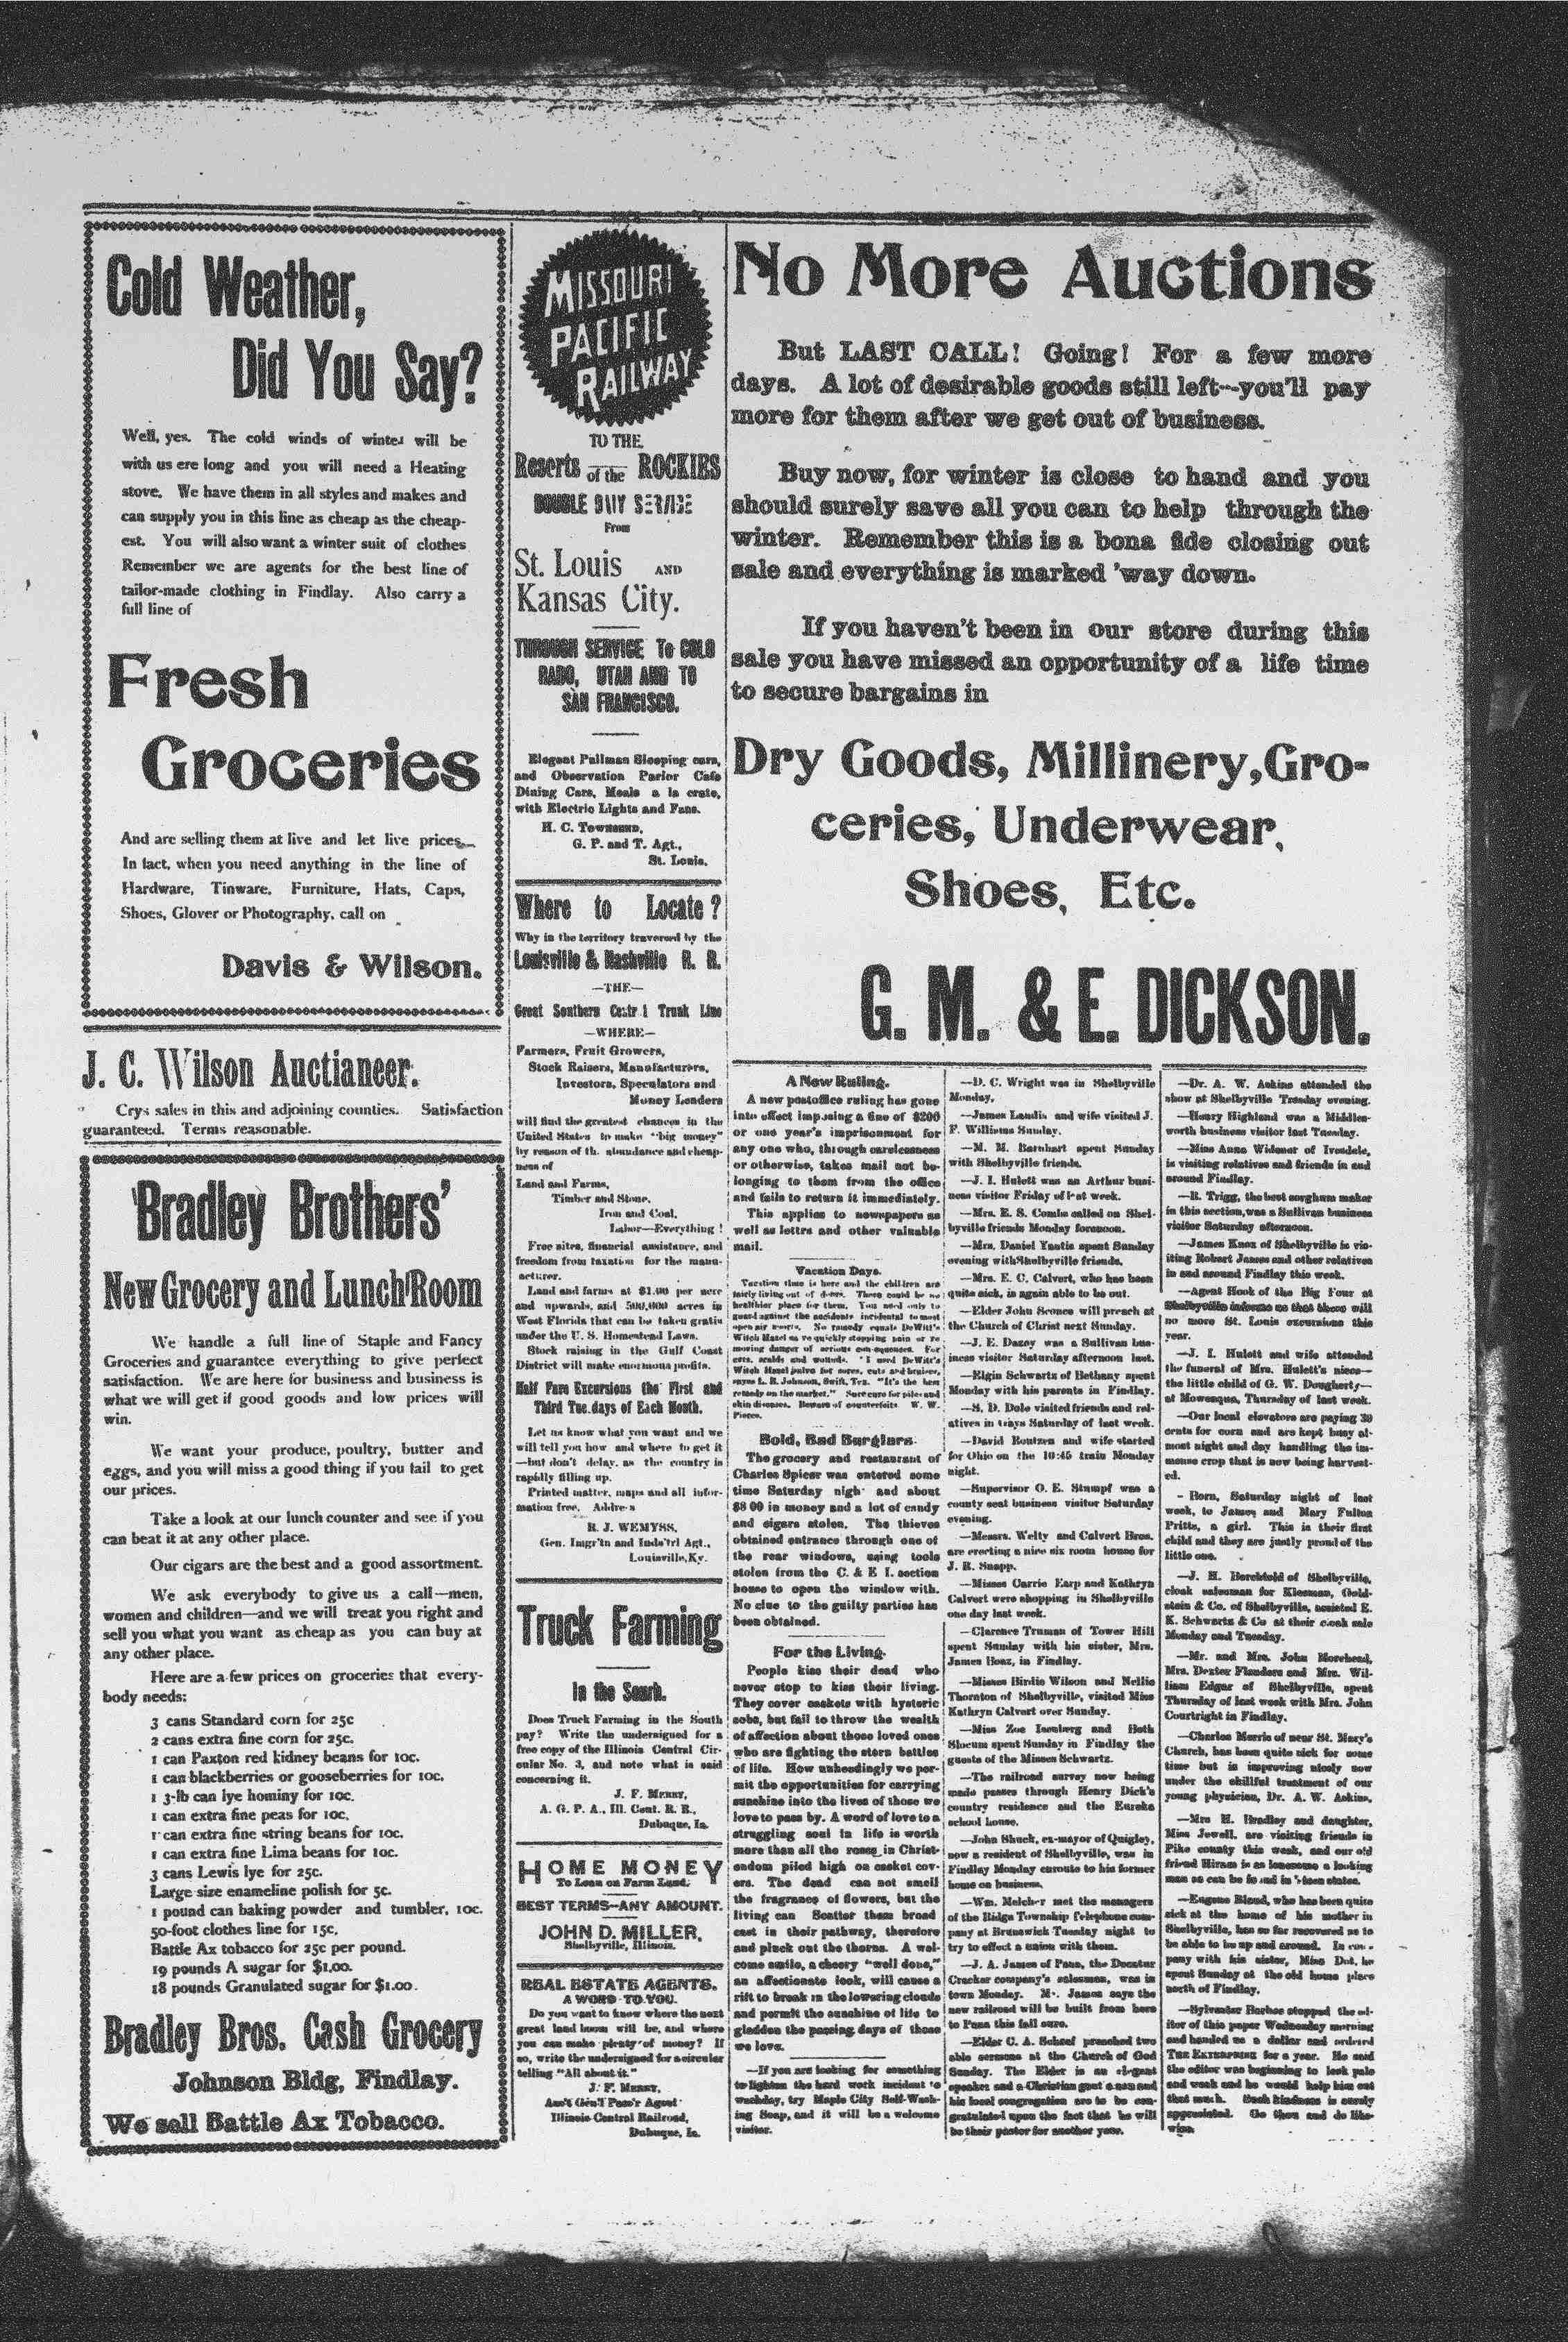 Cold Weather,
Did You Say?
Well, yes. The cold winds of winter will be
with us ere long and you will need a Heating
stove. We have them in all styles and makes and
can supply you in this line as cheap as the cheap-
est. You will also want a winter suit of clothes
Remember we are agents for the best line of
tailor-made clothing in Findlay. Also carry a
full line of
Fresh
Groceries
And are selling them at live and let live prices.
In fact, when you need anything in the line of
Hardware, Tinware, Furniture, Hats, Caps,
Shoes, Glover or Photography, call on
Davis & Wilson.
J. C. Wilson Auctianeer.
Crys sales in this and adjoining counties. Satisfaction
guaranteed. Terms reasonable.
'Bradley Brothers'
New Grocery and Lunch Room
We handle a full line of Staple and Fancy
Groceries and guarantee everything to give perfect
satisfaction. We are here for business and business is
what we will get if good goods and low prices will
win.
We want your produce, poultry, butter and
eggs, and you will miss a good thing if you fail to get
our prices.
Take a look at our lunch counter and see if you
can beat it at any other place.
Our cigars are the best and a good assortment.
We ask everybody to give us a call—men,
women and children—and we will treat you right and
sell you what you want as cheap as you can buy at
any other place.
Here are a few prices on groceries that every-
body needs:
3 cans Standard corn for 25c
2 cans extra fine corn for 25c.
1 can Paxton red kidney beans for 10c.
1 can blackberries or gooseberries for 10c.
1 3-lb can lye hominy for 10c.
1 can extra fine peas for 10c.
1 can extra fine string beans for 10c.
1 can extra fine Lima beans for 10c.
3 cans Lewis lye for 25c.
Large size enameline polish for 5c.
1 pound can baking powder and tumbler, 10c.
50-foot clothes line for 15c.
Battle Ax tobacco for 25c per pound.
19 pounds A sugar for $1.00.
18 pounds Granulated sugar for $1.00.
Bradley Bros. Cash Grocery
Johnson Bldg, Findlay.
We sell Battle Ax Tobacco.
MISSOURI
PACIFIC
RAILWAY
TO THE
Resorts of the ROCKIES
DOUBLE DAILY SERVICE
From
St. Louis AND
Kansas City.
THROUGH SERVICE To COLO
RADO, UTAH AND TO
SAN FRANCISCO.
Elegant Pullman Sleeping cars,
and Observation Parlor Cafe
Dining Cars, Meals a la crate,
with Electric Lights and Fans.
H. C. TOWNSEND,
G. P. and T. Agt.,
St. Louis.
Where to Locate?
Why in the territory traversed by the
Louisville & Nashville R. R.
—THE—
Great Southern Centr l Trunk Line
—WHERE—
Farmers, Fruit Growers,
Stock Raisers, Manufacturers,
Investors, Speculators and
Money Lenders
will find the greatest chances in the
United States to make "big money"
by reason of th. abundance and cheap-
ness of
Land and Farms,
Timber and Stone,
Iron and Coal,
Labor—Everything!
Free sites, financial assistance, and
freedom from taxation for the manu-
acturer.
Land and farms at $1.00 per acre
and upwards, and 500,000 acres in
West Florida that can be taken gratis
under the U. S. Homestead Laws.
Stock raising in the Gulf Coast
District will make enormous profits.
Half Fare Excursions the First and
Third Tue.days of Each Month.
Let us know what you want and we
will tell you how and where to get it
—but don't delay, as the country is
rapidly filling up.
Printed matter, maps and all infor-
mation free. Addres
R. J. WEMYSS,
Gen. Imgr'tn and Inds'trl Agt.,
Louisville, Ky.
Truck Farming
In the South.
Does Truck Farming in the South
pay? Write the undersigned for a
free copy of the Illinois Central Cir-
cular No. 3, and note what is said
concerning it.
J. F. MERRY,
A. G. P. A., Ill. Cent. R. R.,
Dubuque, Ia.
HOME MONEY
To Loan on Farm Land.
BEST TERMS—ANY AMOUNT.
JOHN D. MILLER,
Shelbyville, Illinois.
REAL ESTATE AGENTS.
A WORD TO YOU.
Do you want to know where the next
great land boom will be, and where
you can make plenty of money? If
so, write the undersigned for a circular
telling "All about it."
J. F. MERRY,
Ass't Gen'l Pass'r Agent
Illinois Central Railroad,
Dubuque, Ia.
No More Auctions
But LAST CALL! Going! For a few more
days. A lot of desirable goods still left--you'll pay
more for them after we get out of business.
Buy now, for winter is close to hand and you
should surely save all you can to help through the
winter. Remember this is a bona fide closing out
sale and everything is marked 'way down.
If you haven't been in our store during this
sale you have missed an opportunity of a life time
to secure bargains in
Dry Goods, Millinery, Gro-
ceries, Underwear,
Shoes, Etc.
G. M. & E. DICKSON.
A New Ruling.
A new postoffice ruling has gone
into effect imposing a fine of $200
or one year's imprisonment for
any one who, through carelessness
or otherwise, takes mail not be-
longing to them from the office
and fails to return it immediately.
This applies to newspapers as
well as lettrs and other valuable
mail.
Vacation Days.
Vacation time is here and the children are
fairly living out of doors. There could be no
healthier place for them. You need only to
guard against the accidents incidental to most
open air sports. No remedy equals DeWitt's
Witch Hazel salve for quickly stopping pain or re
moving danger of serious consequences. For
cuts, scalds and wounds. "I used DeWitt's
Witch Hazel salve for sores, cuts and bruises,
says L. B. Johnson, Swift, Tex. "It's the best
remedy on the market." Sure cure for piles and
skin diseases. Beware of counterfeits W. W.
Pierce.
Bold, Bad Burglars
The grocery and restaurant of
Charles Spicer was entered some
time Saturday nigh and about
$8 00 in money and a lot of candy
and cigars stolen. The thieves
obtained entrance through one of
the rear windows, using tools
stolen from the C. & E I. section
house to open the window with.
No clue to the guilty parties has
been obtained.
For the Living.
People kiss their dead who
never stop to kiss their living.
They cover caskets with hysteric
sobs, but fail to throw the wealth
of affection about those loved ones
who are fighting the stern battles
of life. How unheedingly we per-
mit the opportunities for carrying
sunshine into the lives of those we
love to pass by. A word of love to a
struggling soul in life is worth
more than all the roses in Christ-
endom piled high on casket cov-
ers. The dead can not smell
the fragrance of flowers, but the
living can Scatter them broad
cast in their pathway, therefore
and pluck out the thorns. A wel-
come smile, a cheery "well done,"
an affectionate look, will cause a
rift to break in the lowering clouds
and permit the sunshine of life to
gladden the passing days of those
we love.
—If you are looking for something
to lighten the hard work incident to
washday, try Maple City Self-Wash-
ing Soap, and it will be a welcome
visitor.
—D. C. Wright was in Shelbyville
Monday.
—James Landis and wife visited J.
F. Williams Sunday.
—M. M. Barnhart spent Sunday
with Shelbyville friends.
—J. I. Hulett was an Arthur busi-
ness visitor Friday of last week.
—Mrs. E. S. Combs called on Shel-
byville friends Monday forenoon.
—Mrs. Daniel Yantis spent Sunday
evening with Shelbyville friends.
—Mrs. E. C. Calvert, who has been
quite sick, is again able to be out.
—Elder John Sconce will preach at
the Church of Christ next Sunday.
—J. E. Dazey was a Sullivan bus-
iness visitor Saturday afternoon last.
—Elgin Schwartz of Bethany spent
Monday with his parents in Findlay.
—S. D. Dole visited friends and rel-
atives in Grays Saturday of last week.
—David Routzen and wife started
for Ohio on the 10:45 train Monday
night.
—Supervisor O. E. Stumpf was a
county seat business visitor Saturday
evening.
—Messrs. Welty and Calvert Bros.
are erecting a nice six room house for
J. R. Snapp.
—Misses Carrie Earp and Kathryn
Calvert were shopping in Shelbyville
one day last week.
—Clarence Truman of Tower Hill
spent Sunday with his sister, Mrs.
James Hoaz, in Findlay.
—Misses Birdie Wilson and Nellie
Thornton of Shelbyville, visited Miss
Kathryn Calvert over Sunday.
—Miss Zoe Isenberg and Beth
Slocum spent Sunday in Findlay the
guests of the Misses Schwartz.
—The railroad survey now being
made passes through Henry Dick's
country residence and the Eureka
school house.
—John Shuck, ex-mayor of Quigley,
now a resident of Shelbyville, was in
Findlay Monday enroute to his former
home on business.
—Wm. Melcher met the managers
of the Ridge Township Telephone com-
pany at Brunswick Tuesday night to
try to effect a union with them.
—J. A. James of Pana, the Decatur
Cracker company's salesman, was in
town Monday. Mr. James says the
new railroad will be built from here
to Pana this fall sure.
—Elder C. A. Scheaf preached two
able sermons at the Church of God
Sunday. The Elder is an elegant
speaker and a Christian gentleman and
his local congregation are to be con-
gratulated upon the fact that he will
be their pastor for another year.
—Dr. A. W. Askins attended the
show at Shelbyville Tuesday evening.
—Henry Highland was a Middles-
worth business visitor last Tuesday.
—Miss Anna Widener of Ivesdale,
is visiting relatives and friends in and
around Findlay.
—R. Trigg, the best sorghum maker
in this section, was a Sullivan business
visitor Saturday afternoon.
—James Knox of Shelbyville is vis-
iting Robert James and other relatives
in and around Findlay this week.
—Agent Hook of the Big Four at
Shelbyville informs us that there will
no more St. Louis excursions this
year.
—J. I. Hulett and wife attended
the funeral of Mrs. Hulett's niece—
the little child of G. W. Dougherty—
at Moweaqua, Thursday of last week.
—Our local elevators are paying 30
cents for corn and are kept busy al-
most night and day handling the im-
mense crop that is now being harvest-
ed.
- Born, Saturday night of last
week, to James and Mary Fulton
Pritts, a girl. This is their first
child and they are justly proud of the
little one.
—J. H. Berchtold of Shelbyville,
cloak salesman for Kleeman, Gold-
stein & Co. of Shelbyville, assisted E.
K. Schwartz & Co at their cloak sale
Monday and Tuesday.
—Mr. and Mrs. John Morehead,
Mrs. Dexter Flenders and Mrs. Wil-
liam Edgar of Shelbyville, spent
Thursday of last week with Mrs. John
Courtright in Findlay.
—Charles Morris of near St. Mary's
Church, has been quite sick for some
time but is improving nicely now
under the skillful treatment of our
young physician, Dr. A. W. Askins.
—Mrs H. Bradley and daughter,
Miss Jewell, are visiting friends in
Pike county this week, and our old
friend Hiram is as lonesome a looking
man as can be found in states.
—Eugene Bland, who has been quite
sick at the home of his mother in
Shelbyville, has so far recovered as to
be able to be up and around. In com-
pany with his sister, Miss Dot, he
spent Sunday at the old home place
north of Findlay.
—Sylvester Barbee stopped the ed-
itor of this paper Wednesday morning
and handed us a dollar and ordered
THE ENTERPRISE for a year. He said
the editor was beginning to look pale
and weak and he would help him out
that much. Such kindness is surely
appreciated. Go thou and do like-
wise.